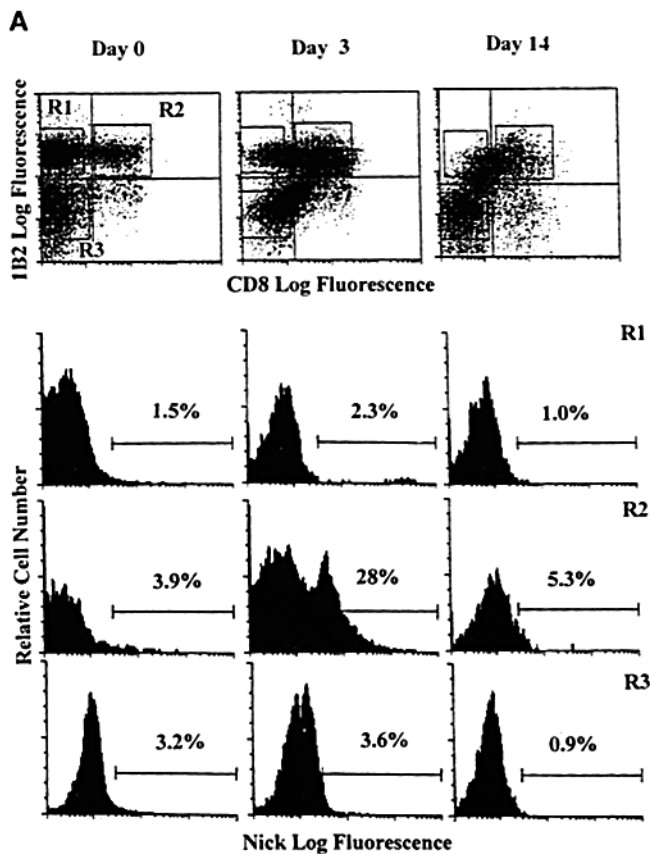 A
Day 0 Day 3 Day 14
1B2 Log Fluorescence
R1 R2
R3
CD8 Log Fluorescence
R1
1.5% 2.3% 1.0%
Relative Cell Number
R2
3.9% 28% 5.3%
R3
3.2% 3.6% 0.9%
Nick Log Fluorescence